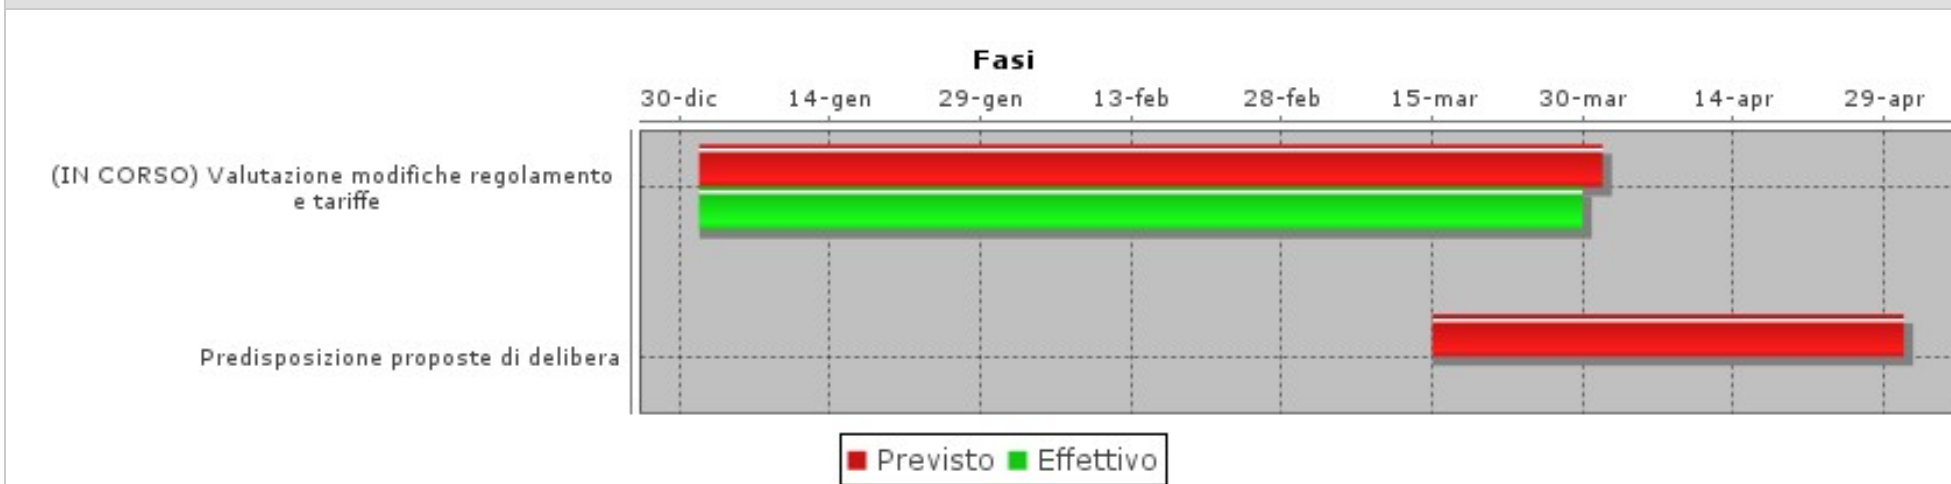 Fasi
30-dic 14-gen 29-gen 13-feb 28-feb 15-mar 30-mar 14-apr 29-apr
(IN CORSO) Valutazione modifiche regolamento
e tariffe
Predisposizione proposte di delibera
Previsto Effettivo